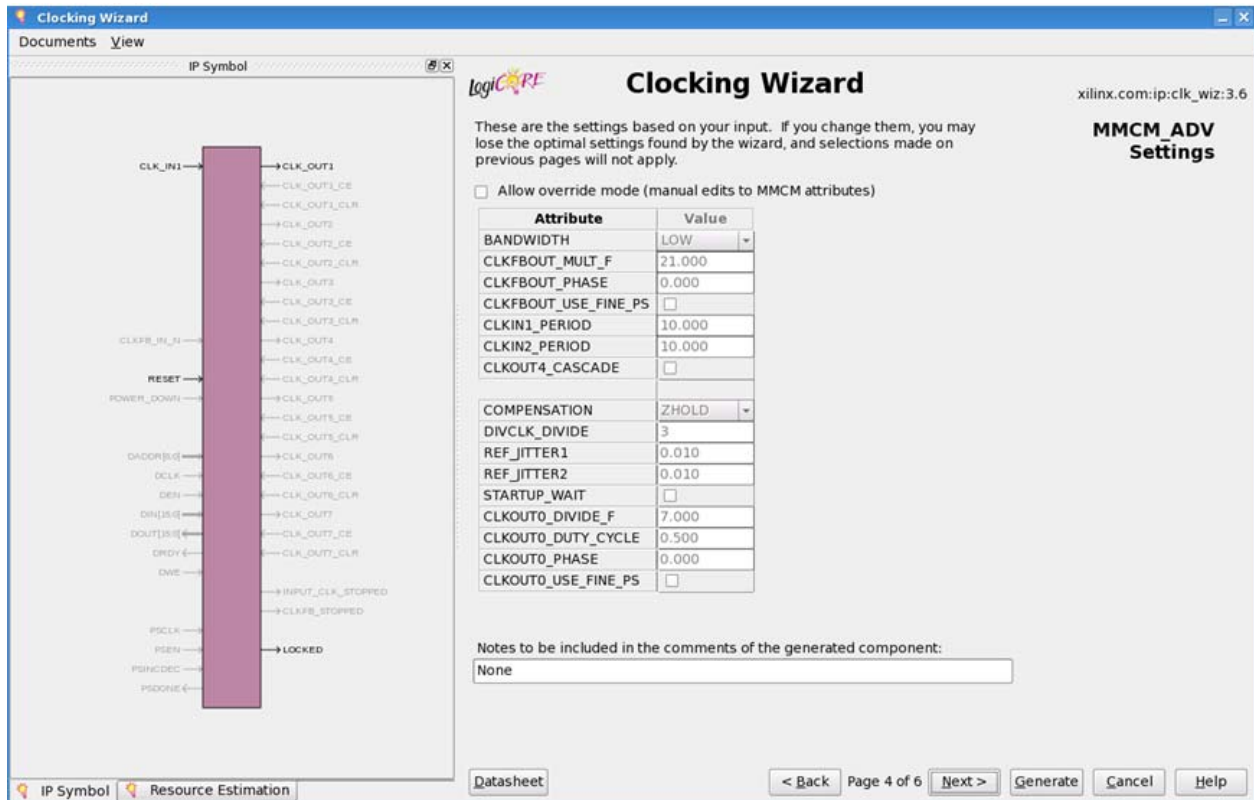 Clocking Wizard
Documents View
IP Symbol
CLK_IN1
CLKFB_IN_N
RESET
POWER_DOWN
DADDR[6:0]
DCLK
DEN
DIN[15:0]
DOUT[15:0]
DRDY
DWE
PSCLK
PSEN
PSINCDEC
PSDONE
CLK_OUT1
CLK_OUT1_CE
CLK_OUT1_CLR
CLK_OUT2
CLK_OUT2_CE
CLK_OUT2_CLR
CLK_OUT3
CLK_OUT3_CE
CLK_OUT3_CLR
CLK_OUT4
CLK_OUT4_CE
CLK_OUT4_CLR
CLK_OUT5
CLK_OUT5_CE
CLK_OUT5_CLR
CLK_OUT6
CLK_OUT6_CE
CLK_OUT6_CLR
CLK_OUT7
CLK_OUT7_CE
CLK_OUT7_CLR
INPUT_CLK_STOPPED
CLKFB_STOPPED
LOCKED
IP Symbol
Resource Estimation
LogiCORE
Clocking Wizard
xilinx.com:ip:clk_wiz:3.6
These are the settings based on your input. If you change them, you may
lose the optimal settings found by the wizard, and selections made on
previous pages will not apply.
MMCM_ADV
Settings
Allow override mode (manual edits to MMCM attributes)
Attribute Value
BANDWIDTH LOW
CLKFBOUT_MULT_F 21.000
CLKFBOUT_PHASE 0.000
CLKFBOUT_USE_FINE_PS
CLKIN1_PERIOD 10.000
CLKIN2_PERIOD 10.000
CLKOUT4_CASCADE
COMPENSATION ZHOLD
DIVCLK_DIVIDE 3
REF_JITTER1 0.010
REF_JITTER2 0.010
STARTUP_WAIT
CLKOUT0_DIVIDE_F 7.000
CLKOUT0_DUTY_CYCLE 0.500
CLKOUT0_PHASE 0.000
CLKOUT0_USE_FINE_PS
Notes to be included in the comments of the generated component:
None
Datasheet
< Back Page 4 of 6 Next > Generate Cancel Help